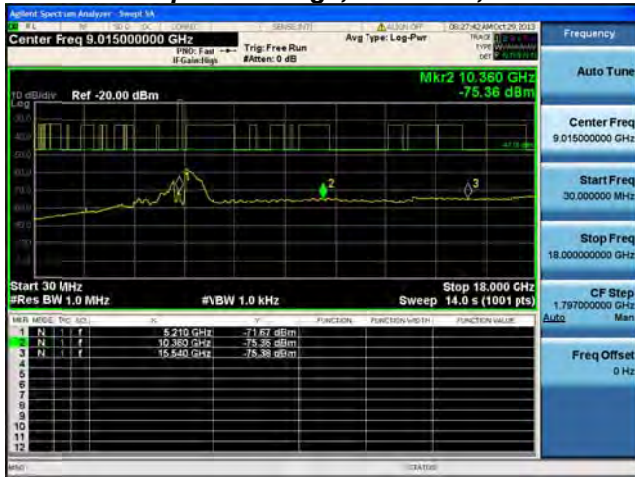 Agilent Spectrum Analyzer - Swept SA
08:27:42 AM Oct 29, 2013
Center Freq 9.015000000 GHz
PNO: Fast
IFGain:High
Trig: Free Run
#Atten: 0 dB
Avg Type: Log-Pwr
TRACE
TYPE
DET
Mkr2 10.360 GHz
-75.36 dBm
10 dB/div
Log
Ref -20.00 dBm
1
2
3
Start 30 MHz
Stop 18.000 GHz
#Res BW 1.0 MHz
#VBW 1.0 kHz
Sweep 14.0 s (1001 pts)
MKR MODE TRC SCL X Y FUNCTION FUNCTION WIDTH FUNCTION VALUE
1 N 1 f 5.210 GHz -71.67 dBm
2 N 1 f 10.360 GHz -75.36 dBm
3 N 1 f 15.540 GHz -75.38 dBm
4
5
6
7
8
9
10
11
12
MSG
STATUS
Frequency
Auto Tune
Center Freq
9.015000000 GHz
Start Freq
30.000000 MHz
Stop Freq
18.000000000 GHz
CF Step
1.797000000 GHz
Auto Man
Freq Offset
0 Hz